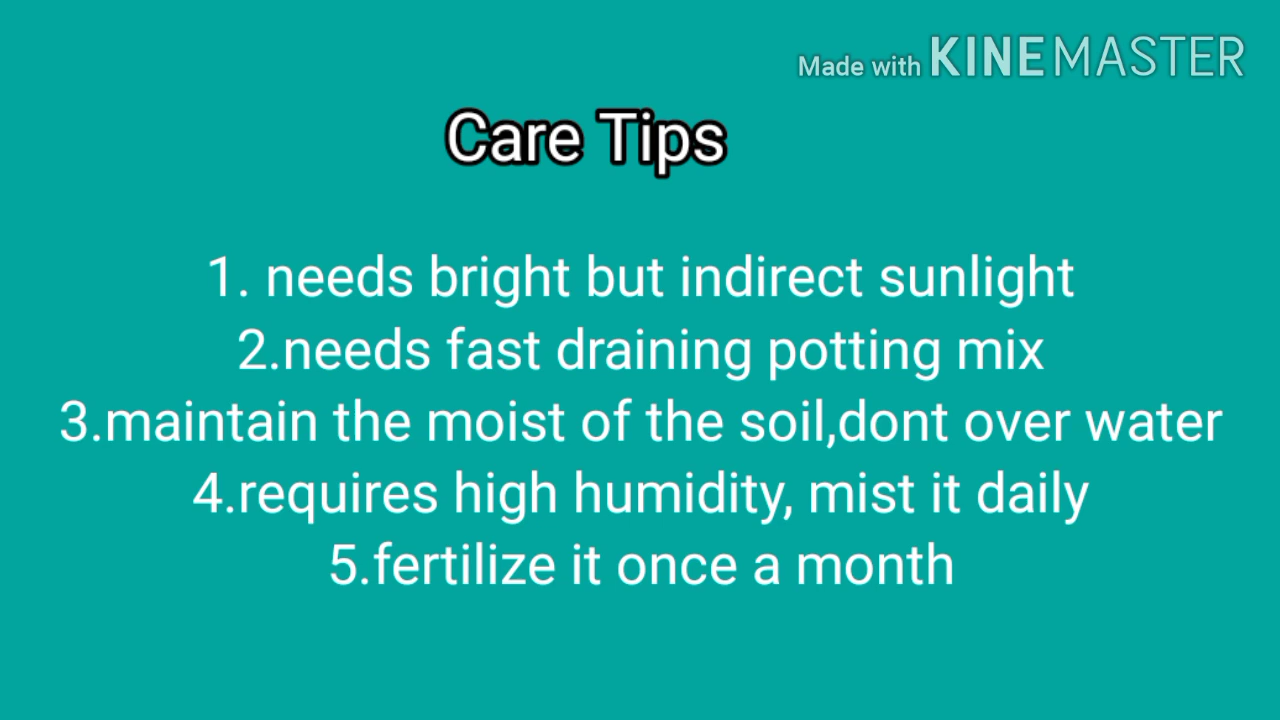 Made with KINEMASTER
Care Tips
1. needs bright but indirect sunlight
2.needs fast draining potting mix
3.maintain the moist of the soil,dont over water
4.requires high humidity, mist it daily
5.fertilize it once a month